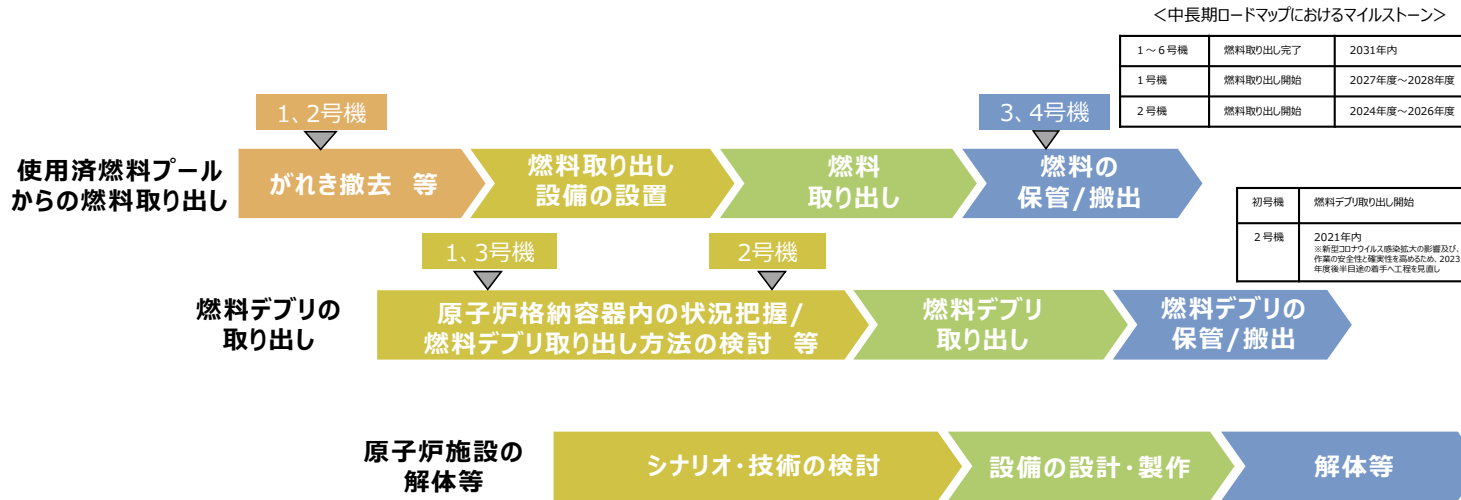 ＜中長期ロードマップにおけるマイルストーン＞
1～6号機 燃料取り出し完了 2031年内
1号機 燃料取り出し開始 2027年度～2028年度
2号機 燃料取り出し開始 2024年度～2026年度
1、2号機
3、4号機
使用済燃料プール
からの燃料取り出し
がれき撤去 等
燃料取り出し
設備の設置
燃料
取り出し
燃料の
保管/搬出
初号機 燃料デブリ取り出し開始
2号機 2021年内
※新型コロナウイルス感染拡大の影響及び、
作業の安全性と確実性を高めるため、2023
年度後半目途の着手へ工程を見直し
1、3号機
2号機
燃料デブリの
取り出し
原子炉格納容器内の状況把握/
燃料デブリ取り出し方法の検討 等
燃料デブリ
取り出し
燃料デブリの
保管/搬出
原子炉施設の
解体等
シナリオ・技術の検討
設備の設計・製作
解体等